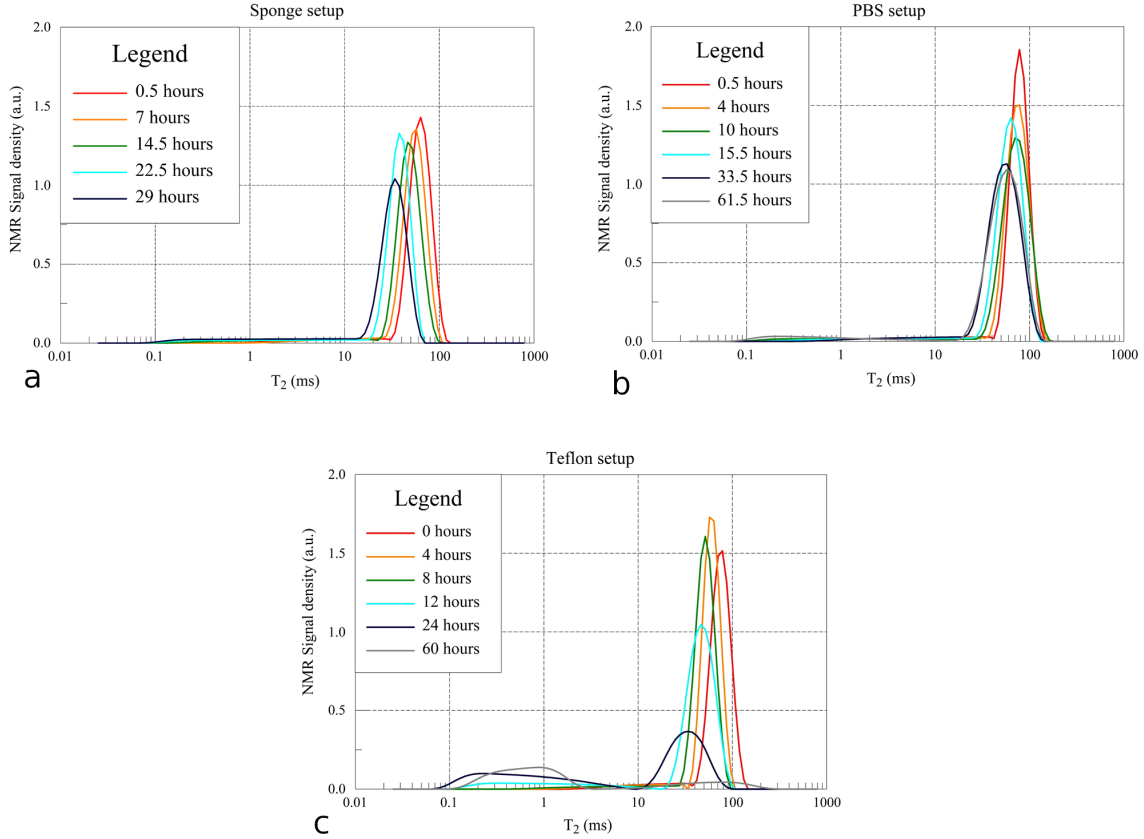 Sponge setup
2.0
1.5
1.0
0.5
0.0
NMR Signal density (a.u.)
Legend
0.5 hours
7 hours
14.5 hours
22.5 hours
29 hours
0.01 0.1 1 10 100 1000
T2 (ms)
a
PBS setup
2.0
1.5
1.0
0.5
0.0
NMR Signal density (a.u.)
Legend
0.5 hours
4 hours
10 hours
15.5 hours
33.5 hours
61.5 hours
0.01 0.1 1 10 100 1000
T2 (ms)
b
Teflon setup
2.0
1.5
1.0
0.5
0.0
NMR Signal density (a.u.)
Legend
0 hours
4 hours
8 hours
12 hours
24 hours
60 hours
0.01 0.1 1 10 100 1000
T2 (ms)
c